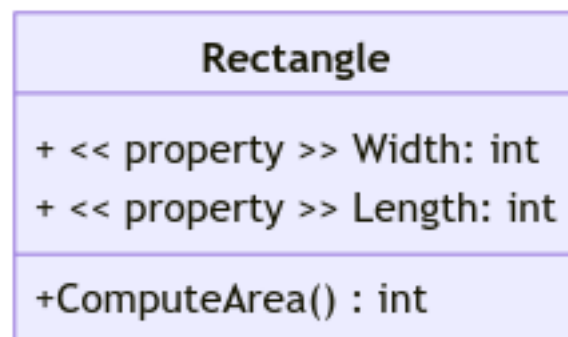 Rectangle
+ << property >> Width: int
+ << property >> Length: int
+ComputeArea() : int